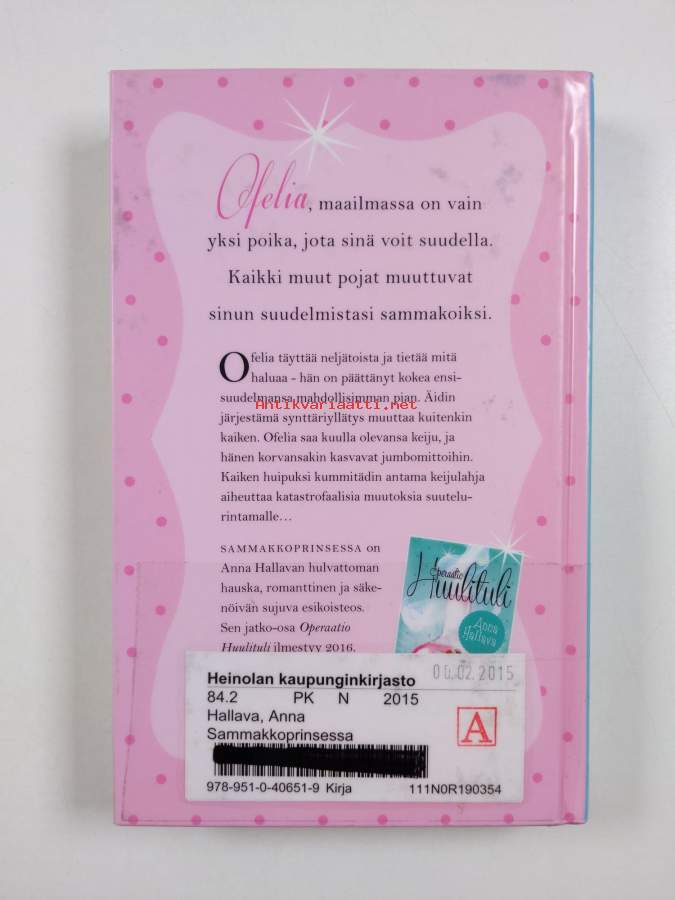 Ofelia, maailmassa on vain
yksi poika, jota sinä voit suudella.
Kaikki muut pojat muuttuvat
sinun suudelmistasi sammakoiksi.
Ofelia täyttää neljätoista ja tietää mitä
haluaa – hän on päättänyt kokea ensi-
suudelmansa mahdollisimman pian. Äidin
Antikvariaatti.net
järjestämä synttäriyllätys muuttaa kuitenkin
kaiken. Ofelia saa kuulla olevansa keiju, ja
hänen korvansakin kasvavat jumbomittoihin.
Kaiken huipuksi kummitädin antama keijulahja
aiheuttaa katastrofaalisia muutoksia suutelu-
rintamalle…
SAMMAKKOPRINSESSA on
Anna Hallavan hulvattoman
hauska, romanttinen ja säke-
nöivän sujuva esikoisteos.
Sen jatko-osa Operaatio
Huulituli ilmestyy 2016.
Operaatio
Huulituli
Anna
Hallava
Heinolan kaupunginkirjasto
02.2015
84.2 PK N 2015
Hallava, Anna
Sammakkoprinsessa
A
978-951-0-40651-9 Kirja 111N0R190354